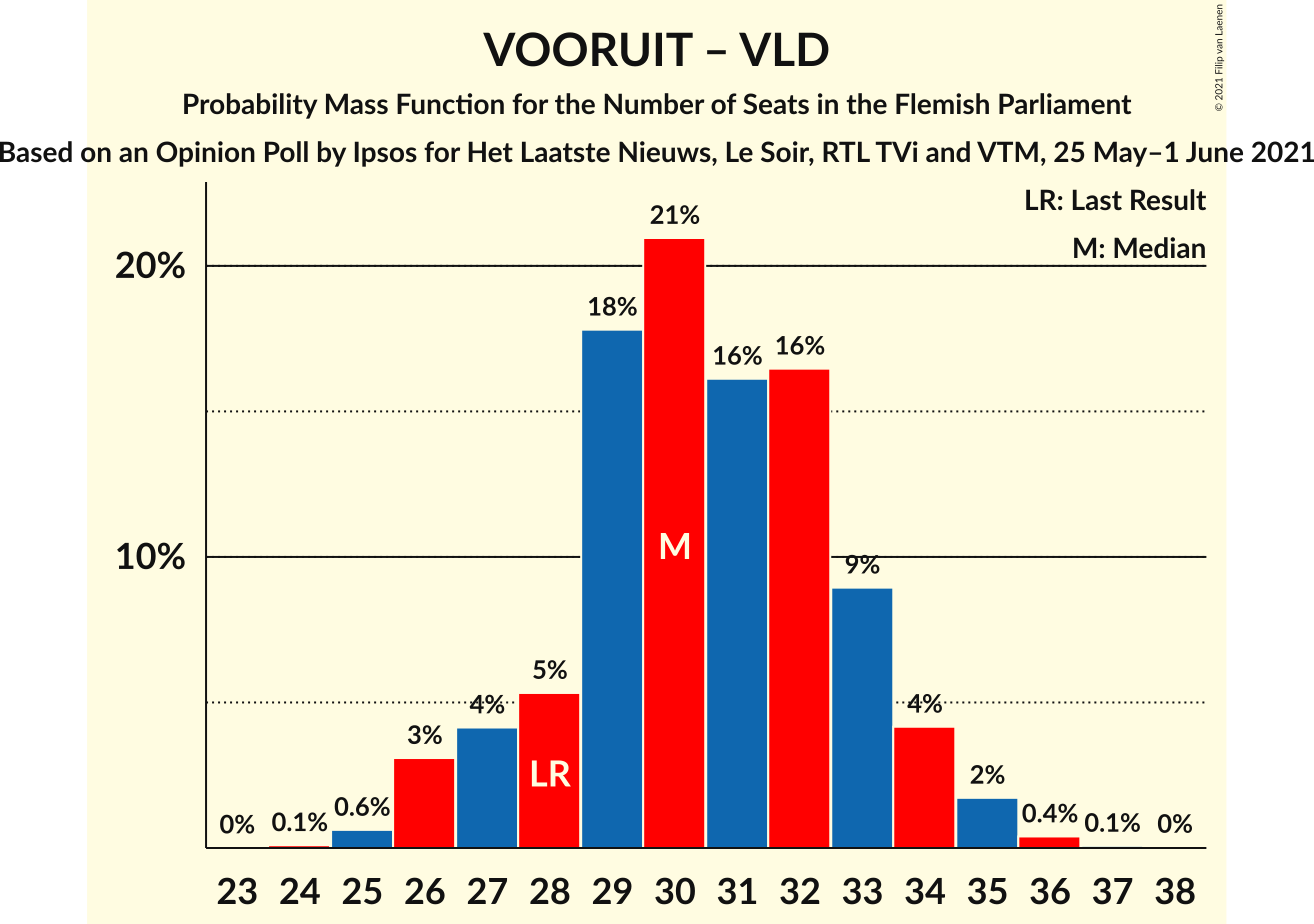 VOORUIT – VLD
Probability Mass Function for the Number of Seats in the Flemish Parliament
Based on an Opinion Poll by Ipsos for Het Laatste Nieuws, Le Soir, RTL TVi and VTM, 25 May–1 June 2021
© 2021 Filip van Laenen
LR: Last Result
M: Median
20%
10%
0% 0.1% 0.6% 3% 4% 5% 18% 21% 16% 16% 9% 4% 2% 0.4% 0.1% 0%
LR
M
23 24 25 26 27 28 29 30 31 32 33 34 35 36 37 38